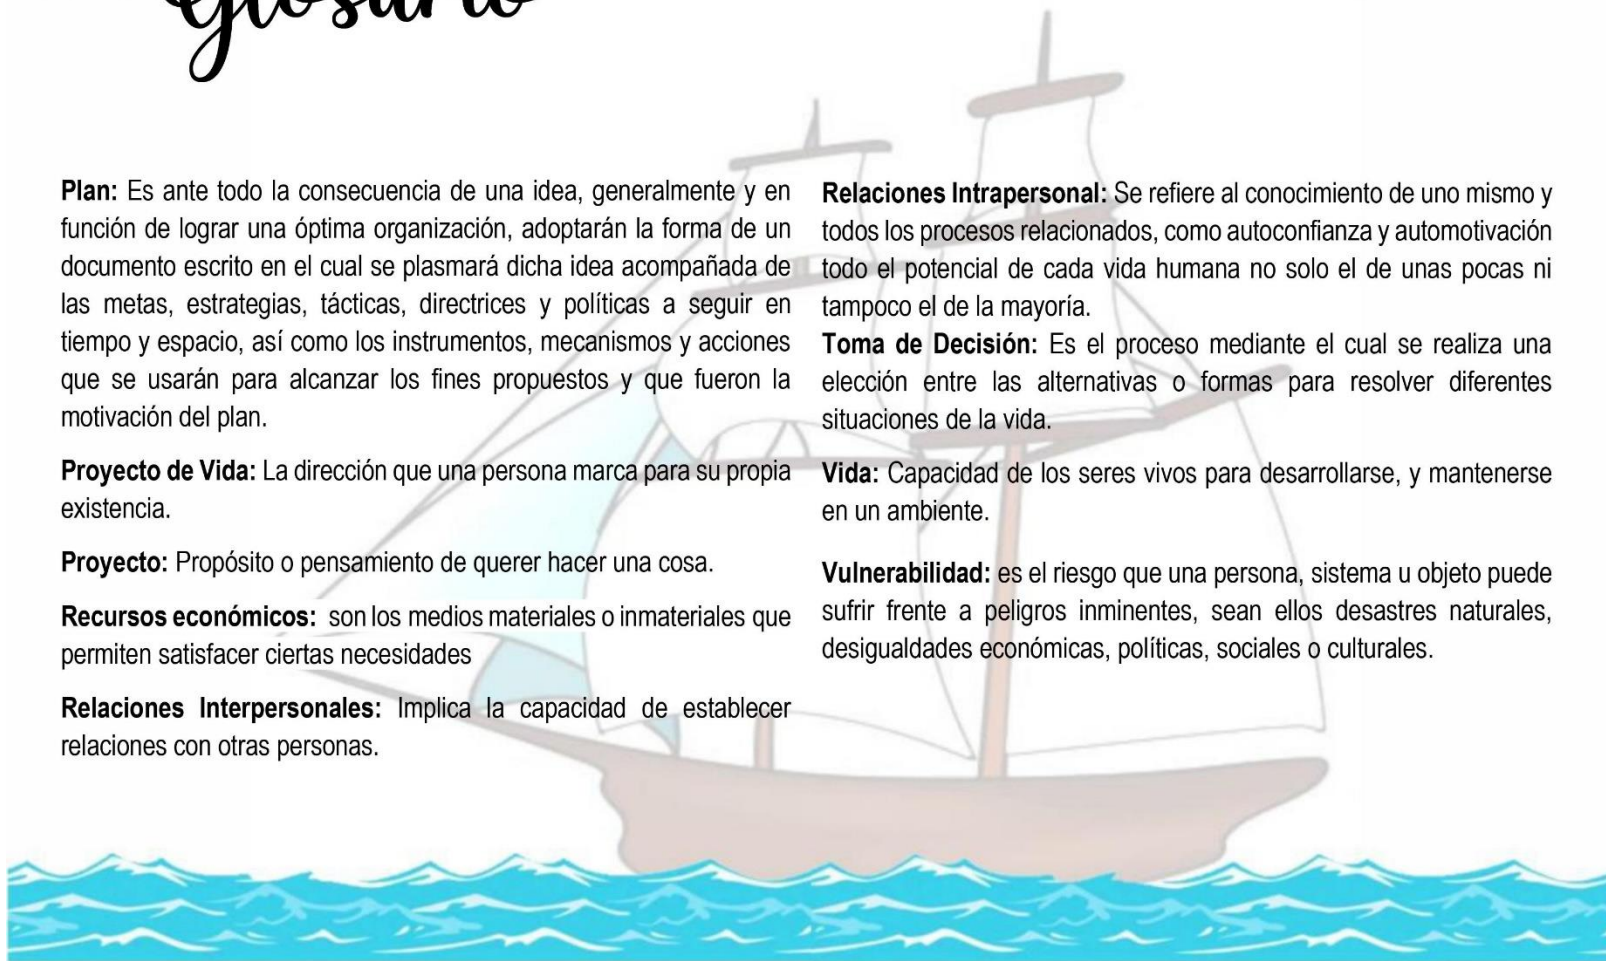 Glosario
Plan: Es ante todo la consecuencia de una idea, generalmente y en
función de lograr una óptima organización, adoptarán la forma de un
documento escrito en el cual se plasmará dicha idea acompañada de
las metas, estrategias, tácticas, directrices y políticas a seguir en
tiempo y espacio, así como los instrumentos, mecanismos y acciones
que se usarán para alcanzar los fines propuestos y que fueron la
motivación del plan.
Proyecto de Vida: La dirección que una persona marca para su propia
existencia.
Proyecto: Propósito o pensamiento de querer hacer una cosa.
Recursos económicos: son los medios materiales o inmateriales que
permiten satisfacer ciertas necesidades
Relaciones Interpersonales: Implica la capacidad de establecer
relaciones con otras personas.
Relaciones Intrapersonal: Se refiere al conocimiento de uno mismo y
todos los procesos relacionados, como autoconfianza y automotivación
todo el potencial de cada vida humana no solo el de unas pocas ni
tampoco el de la mayoría.
Toma de Decisión: Es el proceso mediante el cual se realiza una
elección entre las alternativas o formas para resolver diferentes
situaciones de la vida.
Vida: Capacidad de los seres vivos para desarrollarse, y mantenerse
en un ambiente.
Vulnerabilidad: es el riesgo que una persona, sistema u objeto puede
sufrir frente a peligros inminentes, sean ellos desastres naturales,
desigualdades económicas, políticas, sociales o culturales.